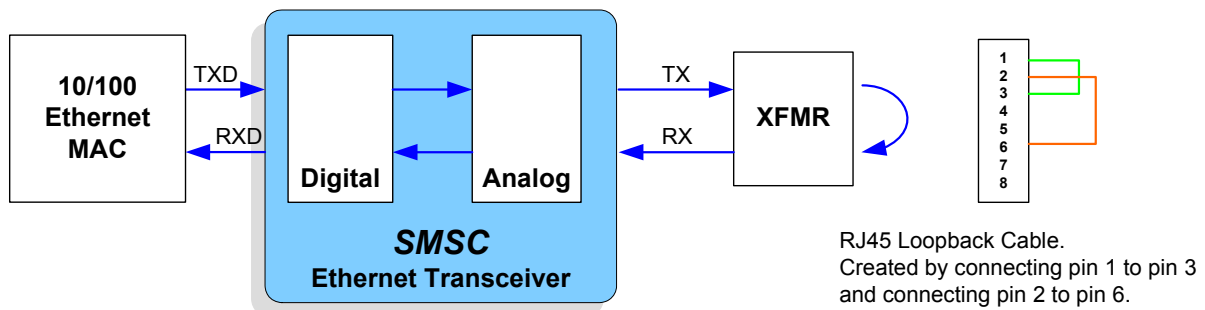 10/100
Ethernet
MAC
TXD
RXD
Digital
Analog
SMSC
Ethernet Transceiver
TX
RX
XFMR
1
2
3
4
5
6
7
8
RJ45 Loopback Cable.
Created by connecting pin 1 to pin 3
and connecting pin 2 to pin 6.